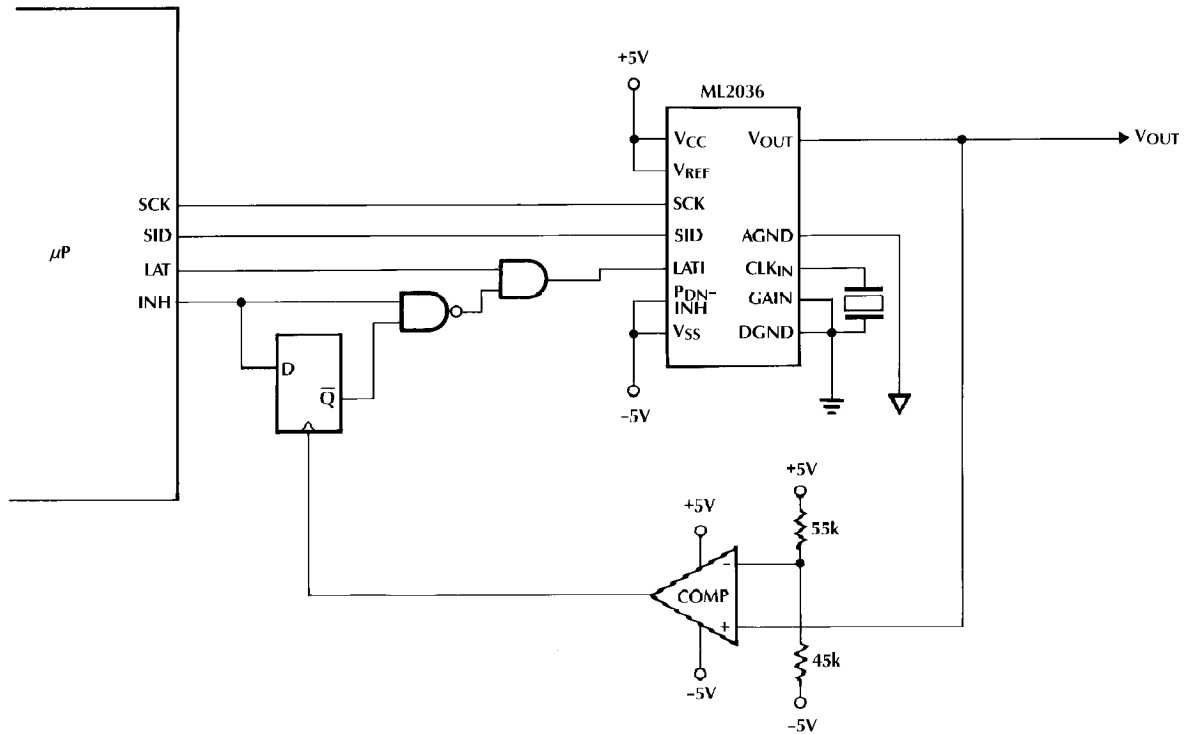 +5V
ML2036
VCC
VOUT
VOUT
VREF
SCK
SCK
μP
SID
SID
AGND
LAT
LATI
CLKIN
INH
PDN–
INH
GAIN
VSS
DGND
D
Q̅
–5V
+5V
+5V
55k
–
COMP
+
45k
–5V
–5V